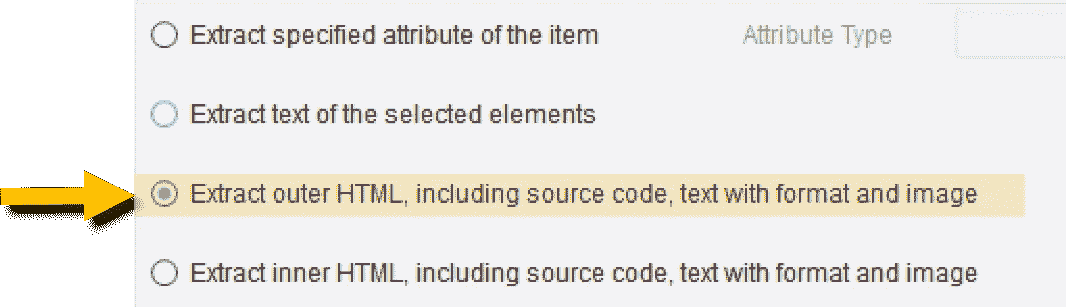 Extract specified attribute of the item Attribute Type
Extract text of the selected elements
Extract outer HTML, including source code, text with format and image
Extract inner HTML, including source code, text with format and image